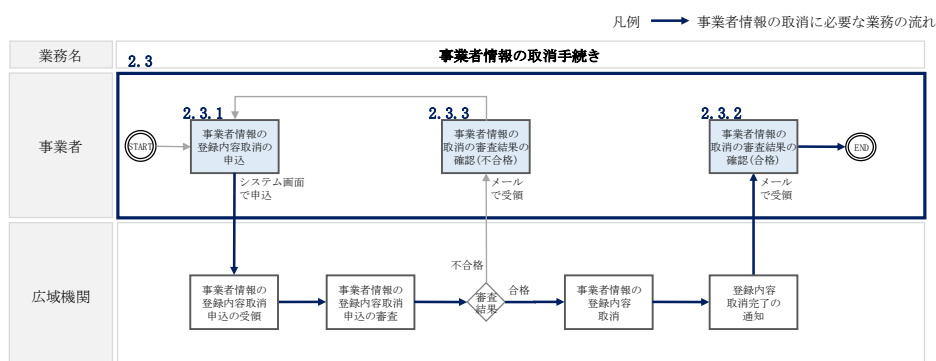 凡例
事業者情報の取消に必要な業務の流れ
業務名
2.3
事業者情報の取消手続き
事業者
START
2.3.1
事業者情報の
登録内容取消の
申込
システム画面
で申込
2.3.3
事業者情報の
取消の審査結果の
確認(不合格)
メール
で受領
2.3.2
事業者情報の
取消の審査結果の
確認(合格)
メール
で受領
END
広域機関
事業者情報の
登録内容取消
申込の受領
事業者情報の
登録内容取消
申込の審査
不合格
審査
結果
合格
事業者情報の
登録内容
取消
登録内容
取消完了の
通知